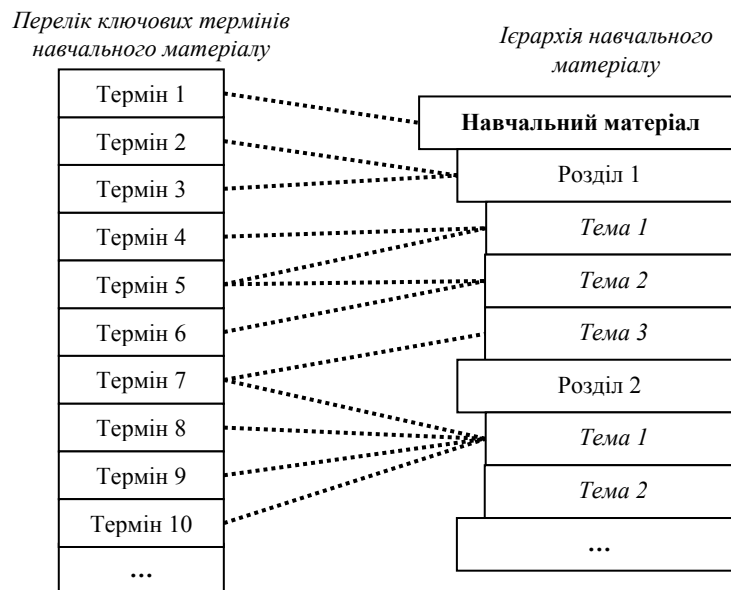 Перелік ключових термінів
навчального матеріалу
Термін 1
Термін 2
Термін 3
Термін 4
Термін 5
Термін 6
Термін 7
Термін 8
Термін 9
Термін 10
...
Ієрархія навчального
матеріалу
Навчальний матеріал
Розділ 1
Тема 1
Тема 2
Тема 3
Розділ 2
Тема 1
Тема 2
...